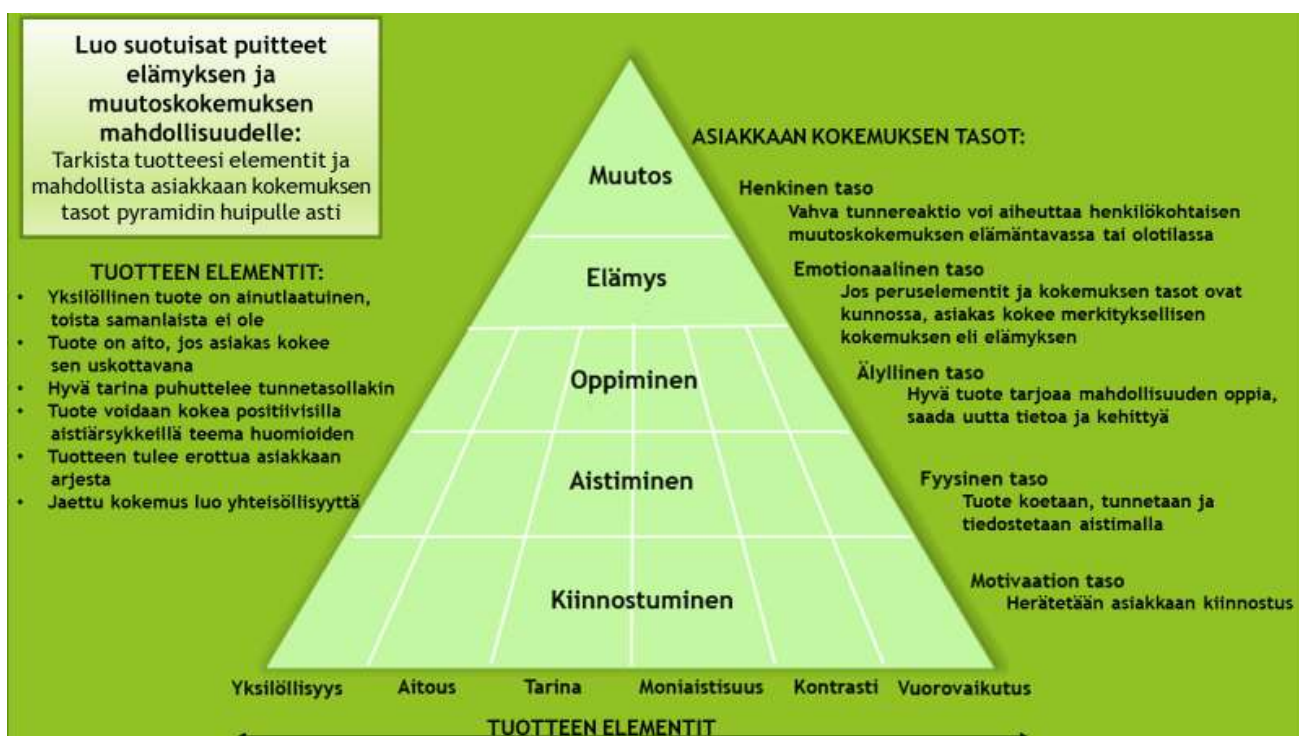 Luo suotuisat puitteet
elämyksen ja
muutoskokemuksen
mahdollisuudelle:
Tarkista tuotteesi elementit ja
mahdollista asiakkaan kokemuksen
tasot pyramidin huipulle asti
TUOTTEEN ELEMENTIT:
• Yksilöllinen tuote on ainutlaatuinen,
toista samanlaista ei ole
• Tuote on aito, jos asiakas kokee
sen uskottavana
• Hyvä tarina puhuttelee tunnetasollakin
• Tuote voidaan kokea positiivisilla
aistiärsykkeillä teema huomioiden
• Tuotteen tulee erottua asiakkaan
arjesta
• Jaettu kokemus luo yhteisöllisyyttä
Muutos
Elämys
Oppiminen
Aistiminen
Kiinnostuminen
ASIAKKAAN KOKEMUKSEN TASOT:
Henkinen taso
Vahva tunnereaktio voi aiheuttaa henkilökohtaisen
muutoskokemuksen elämäntavassa tai olotilassa
Emotionaalinen taso
Jos peruselementit ja kokemuksen tasot ovat
kunnossa, asiakas kokee merkityksellisen
kokemuksen eli elämyksen
Älyllinen taso
Hyvä tuote tarjoaa mahdollisuuden oppia,
saada uutta tietoa ja kehittyä
Fyysinen taso
Tuote koetaan, tunnetaan ja
tiedostetaan aistimalla
Motivaation taso
Herätetään asiakkaan kiinnostus
Yksilöllisyys Aitous Tarina Moniaistisuus Kontrasti Vuorovaikutus
TUOTTEEN ELEMENTIT